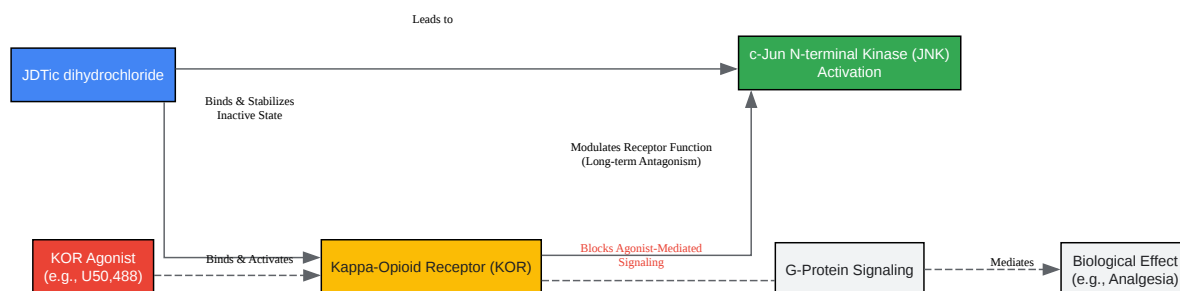 Leads to
JDTic dihydrochloride
c-Jun N-terminal Kinase (JNK)
Activation
Binds & Stabilizes
Inactive State
Modulates Receptor Function
(Long-term Antagonism)
KOR Agonist
(e.g., U50,488)
Binds & Activates
Kappa-Opioid Receptor (KOR)
Blocks Agonist-Mediated
Signaling
G-Protein Signaling
Mediates
Biological Effect
(e.g., Analgesia)